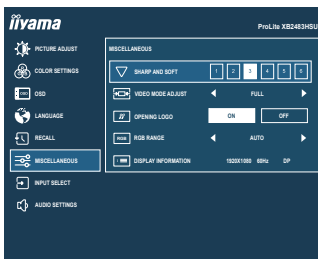 iiyama
ProLite XB2483HSU
PICTURE ADJUST
COLOR SETTINGS
OSD
OSD
LANGUAGE
RECALL
MISCELLANEOUS
INPUT SELECT
AUDIO SETTINGS
MISCELLANEOUS
SHARP AND SOFT 1 2 3 4 5 6
VIDEO MODE ADJUST FULL
OPENING LOGO ON OFF
RGB RGB RANGE AUTO
DISPLAY INFORMATION 1920X1080 60Hz DP